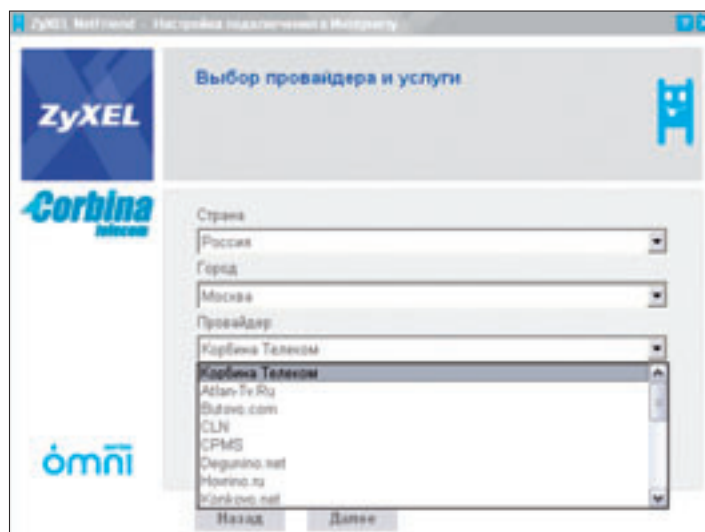 ZyXEL NetFriend - Настройка подключения к Интернету
Выбор провайдера и услуги
ZyXEL
Corbina
telecom
Страна
Россия
Город
Москва
Провайдер
Корбина Телеком
Корбина Телеком
Atlan-Tv.Ru
Butovo.com
CLN
CPMS
Degunino.net
Hovrino.ru
Konkovo.net
omni
Назад
Далее